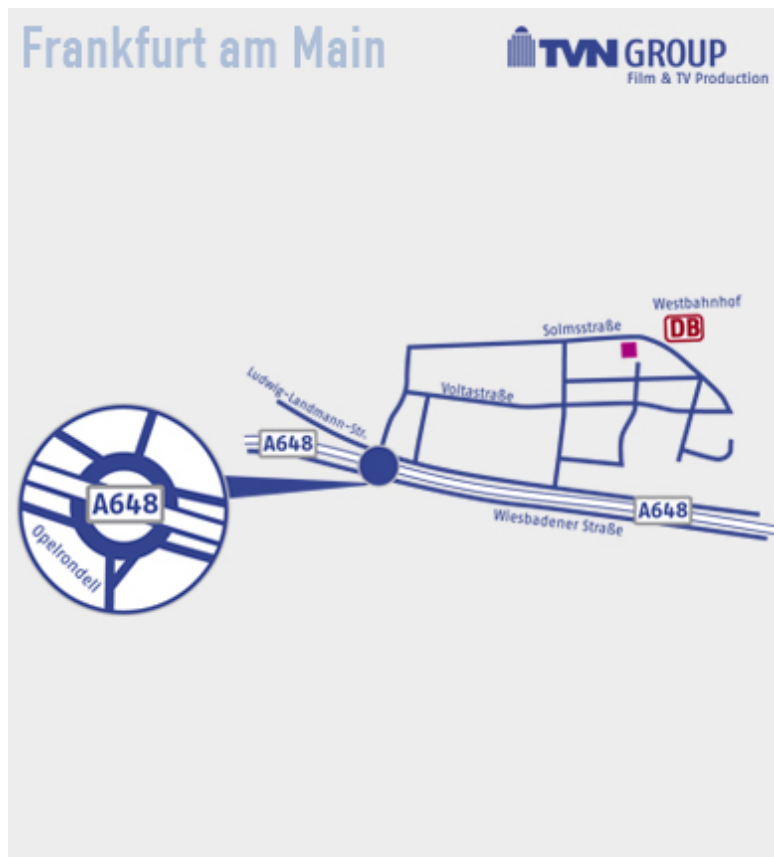 Frankfurt am Main
TVN GROUP
Film & TV Production
Westbahnhof
DB
Solmsstraße
Voltastraße
Ludwig-Landmann-Str.
A648
A648
Opelrondell
Wiesbadener Straße
A648